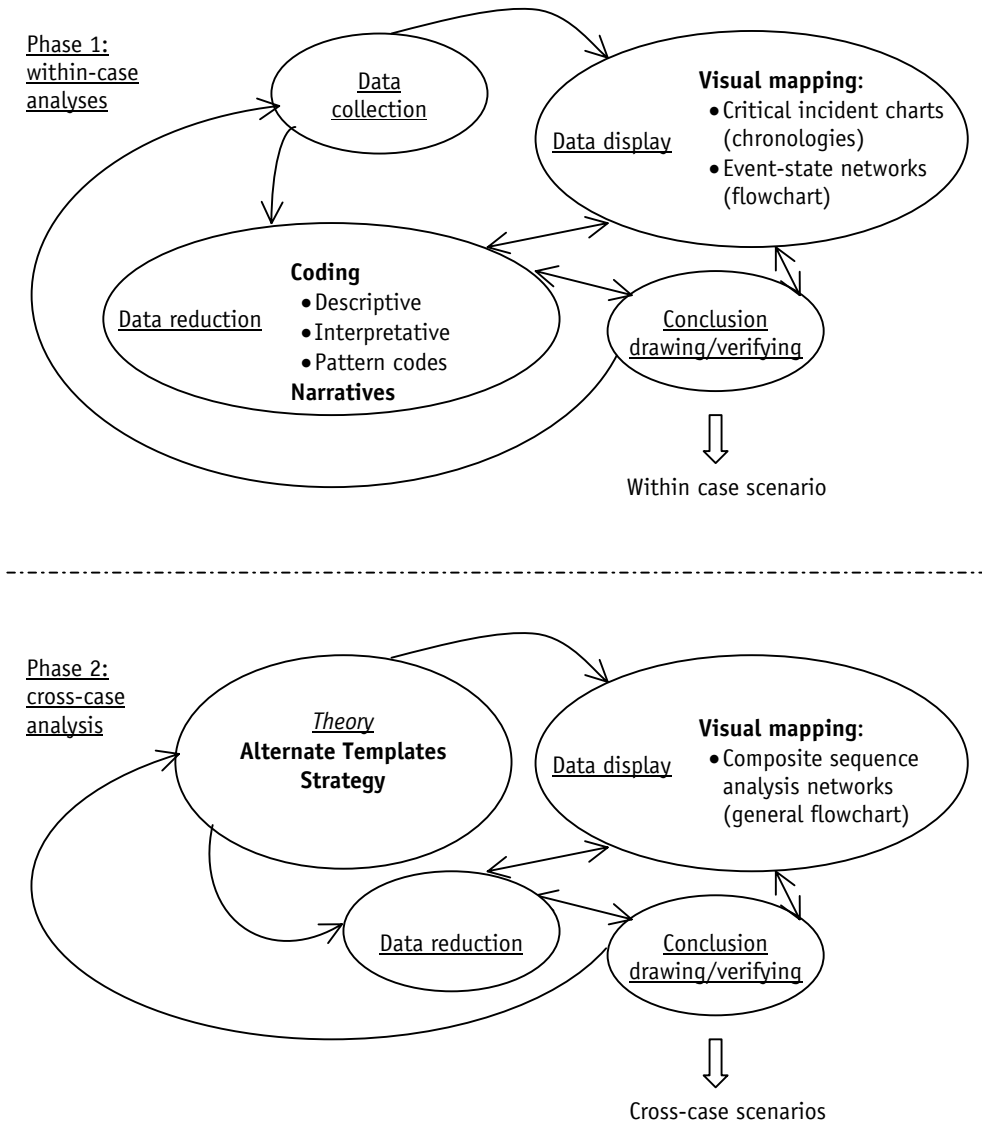 Phase 1:
within-case
analyses
Data
collection
Data display
Visual mapping:
• Critical incident charts
(chronologies)
• Event-state networks
(flowchart)
Data reduction
Coding
• Descriptive
• Interpretative
• Pattern codes
Narratives
Conclusion
drawing/verifying
Within case scenario
Phase 2:
cross-case
analysis
Theory
Alternate Templates
Strategy
Data display
Visual mapping:
• Composite sequence
analysis networks
(general flowchart)
Data reduction
Conclusion
drawing/verifying
Cross-case scenarios